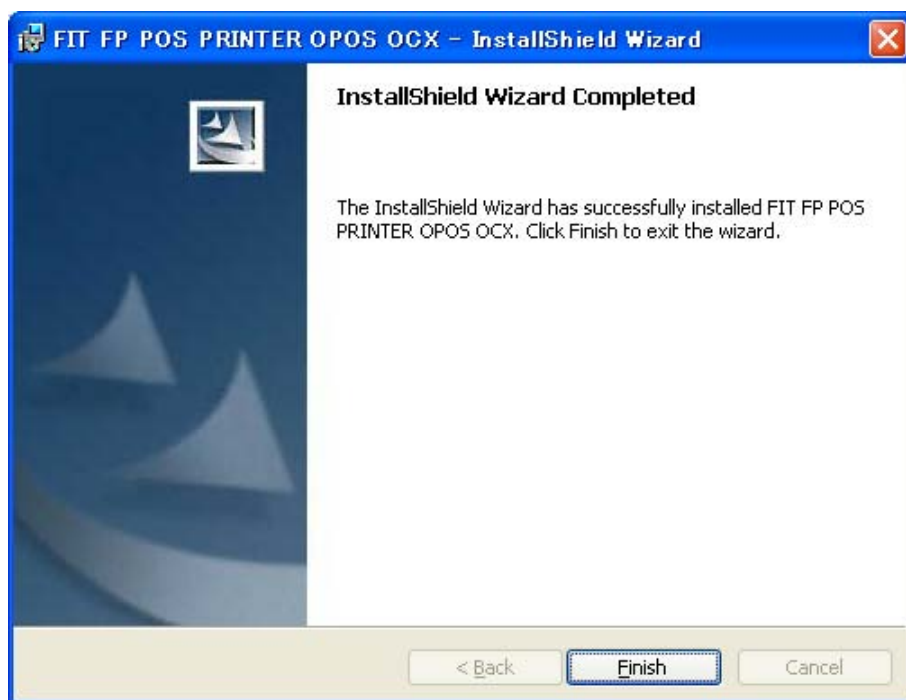 FIT FP POS PRINTER OPOS OCX - InstallShield Wizard
InstallShield Wizard Completed
The InstallShield Wizard has successfully installed FIT FP POS
PRINTER OPOS OCX. Click Finish to exit the wizard.
< Back
Finish
Cancel